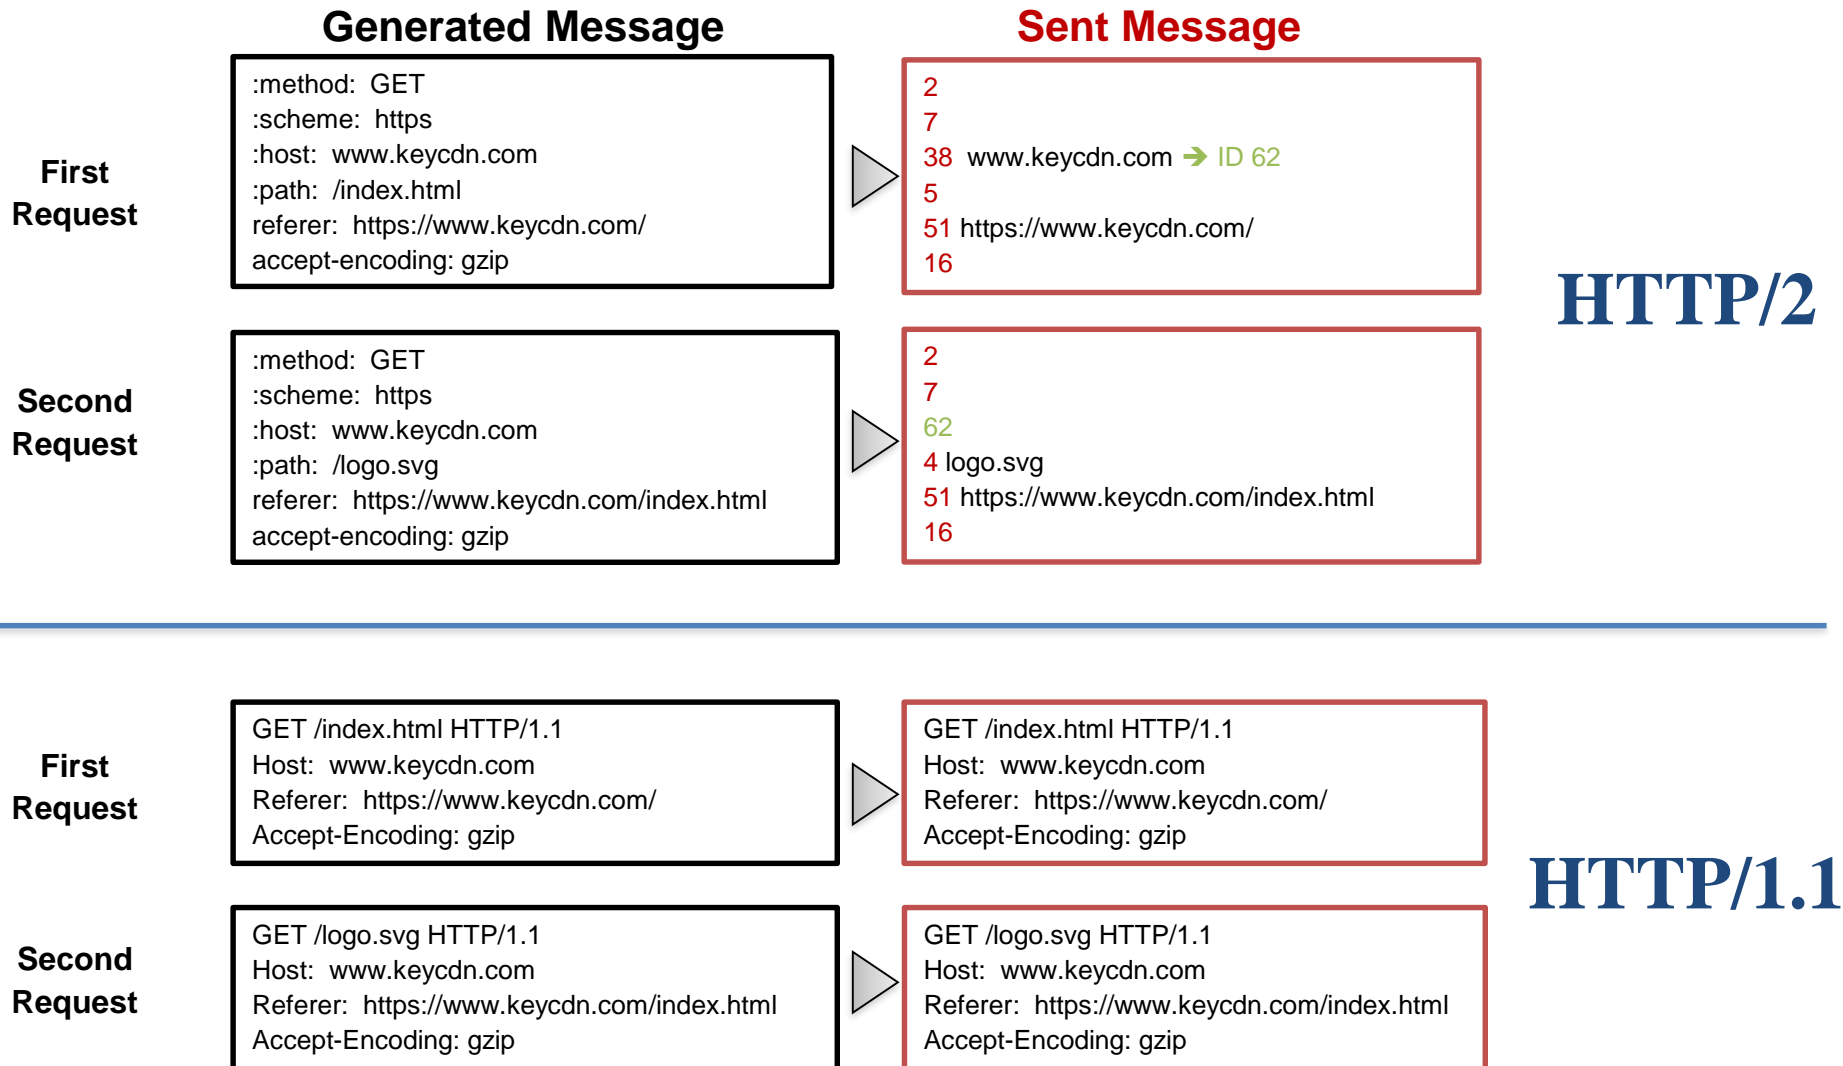 Generated Message
Sent Message
First
Request
:method: GET
:scheme: https
:host: www.keycdn.com
:path: /index.html
referer: https://www.keycdn.com/
accept-encoding: gzip
2
7
38 www.keycdn.com ➔ ID 62
5
51 https://www.keycdn.com/
16
HTTP/2
Second
Request
:method: GET
:scheme: https
:host: www.keycdn.com
:path: /logo.svg
referer: https://www.keycdn.com/index.html
accept-encoding: gzip
2
7
62
4 logo.svg
51 https://www.keycdn.com/index.html
16
First
Request
GET /index.html HTTP/1.1
Host: www.keycdn.com
Referer: https://www.keycdn.com/
Accept-Encoding: gzip
GET /index.html HTTP/1.1
Host: www.keycdn.com
Referer: https://www.keycdn.com/
Accept-Encoding: gzip
HTTP/1.1
Second
Request
GET /logo.svg HTTP/1.1
Host: www.keycdn.com
Referer: https://www.keycdn.com/index.html
Accept-Encoding: gzip
GET /logo.svg HTTP/1.1
Host: www.keycdn.com
Referer: https://www.keycdn.com/index.html
Accept-Encoding: gzip